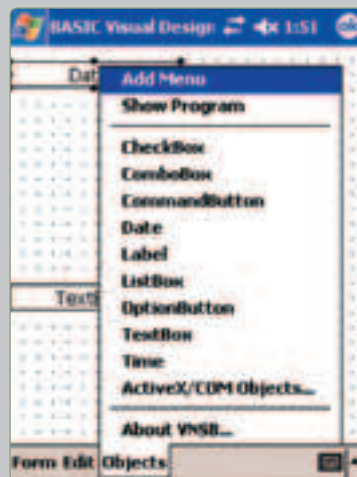 BASIC Visual Design 1:51
Dat
Add Menu
Show Program
CheckBox
ComboBox
CommandButton
Date
Label
ListBox
OptionButton
TextBox
Time
ActiveX/COM Objects...
Text
About VNSB...
Form Edit Objects